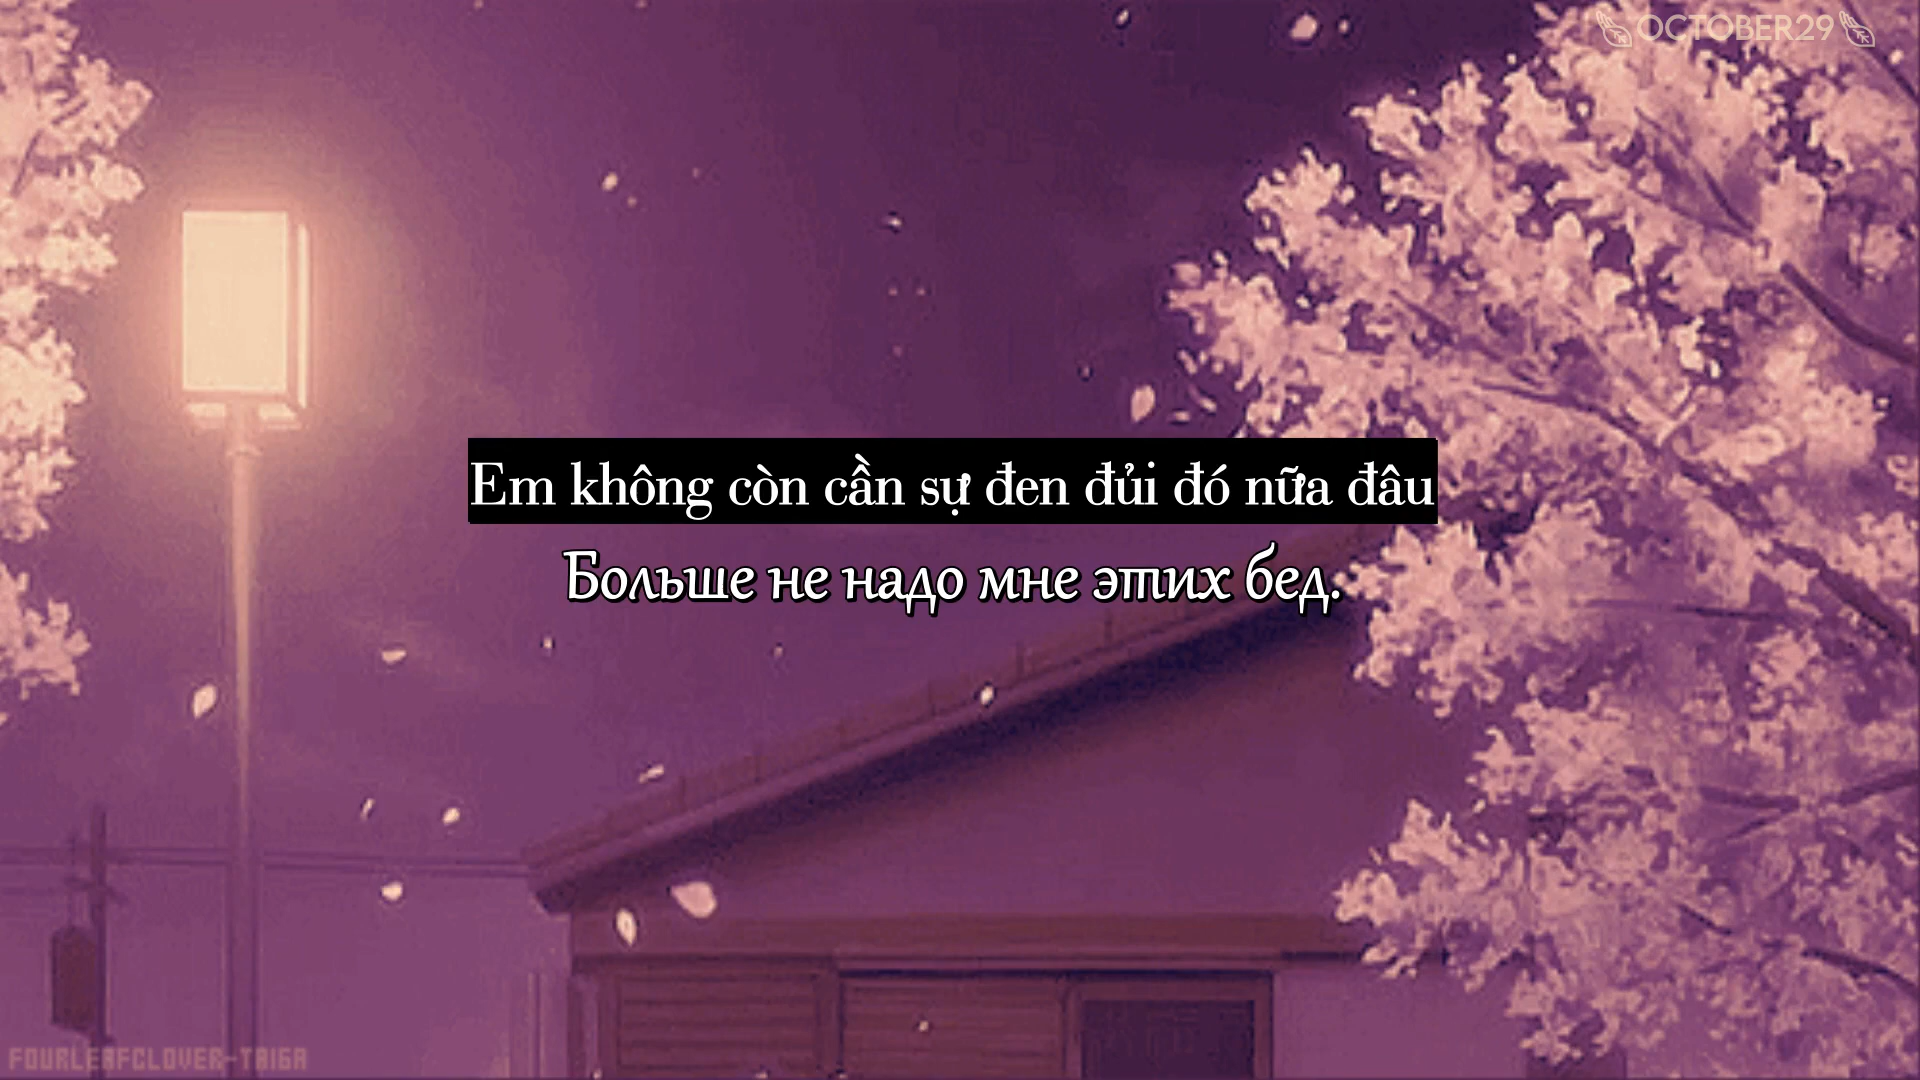 OCTOBER29
Em không còn cần sự đen đủi đó nữa đâu
Больше не надо мне этих бед.
FOURLEAFCLOVER-TAIGA